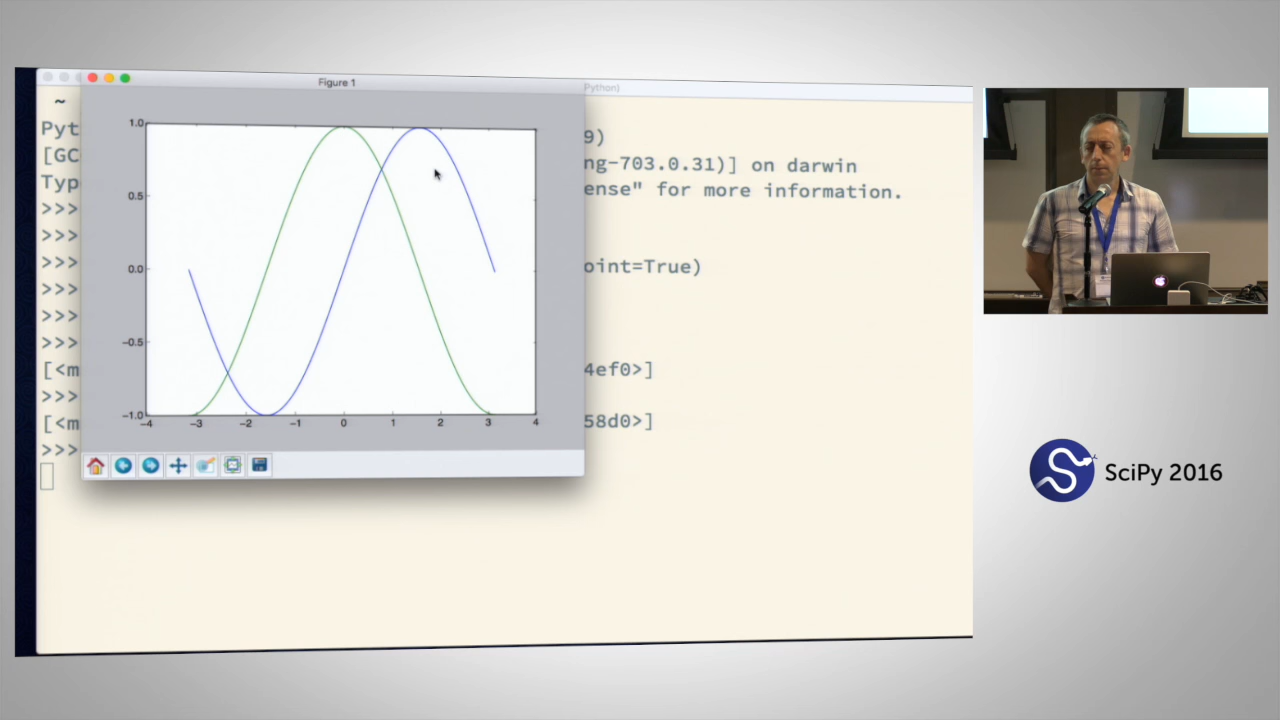 Figure 1
Python)
~
Pyt
9)
[GC
ng-703.0.31)] on darwin
Typ
ense" for more information.
>>>
>>>
>>>
oint=True)
>>>
>>>
>>>
[<m
4ef0>]
>>>
[<m
58d0>]
>>>
1.0
0.5
0.0
−0.5
−1.0
−4
−3
−2
−1
0
1
2
3
4
SciPy 2016